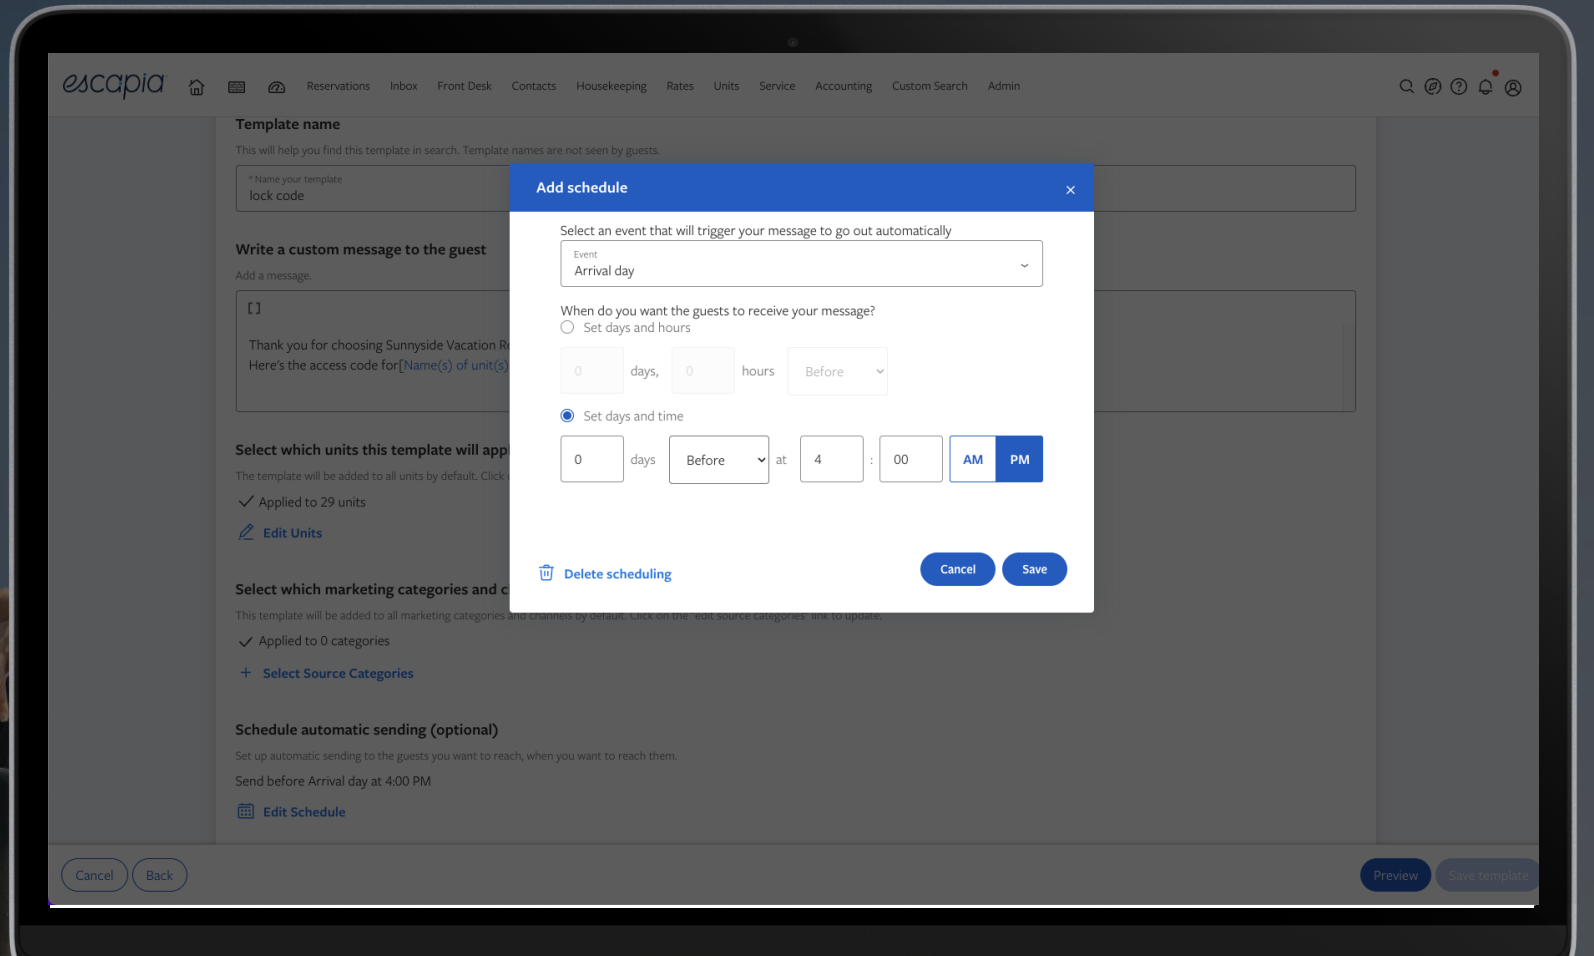 escapia
Reservations Inbox Front Desk Contacts Housekeeping Rates Units Service Accounting Custom Search Admin
Template name
This will help you find this template in search. Template names are not seen by guests.
* Name your template
lock code
Write a custom message to the guest
Add a message.
[ ]
Thank you for choosing Sunnyside Vacation
Here's the access code for[Name(s) of unit(s)
Select which units this template will appl
The template will be added to all units by default. Click
Applied to 29 units
Edit Units
Select which marketing categories and c
This template will be added to all marketing categories and channels by default. Click on the "edit source categories" link to update.
Applied to 0 categories
+ Select Source Categories
Schedule automatic sending (optional)
Set up automatic sending to the guests you want to reach, when you want to reach them.
Send before Arrival day at 4:00 PM
Edit Schedule
Cancel Back Preview Save template
Add schedule ×
Select an event that will trigger your message to go out automatically
Event
Arrival day
When do you want the guests to receive your message?
Set days and hours
0 days, 0 hours Before
Set days and time
0 days Before at 4 : 00 AM PM
Delete scheduling Cancel Save